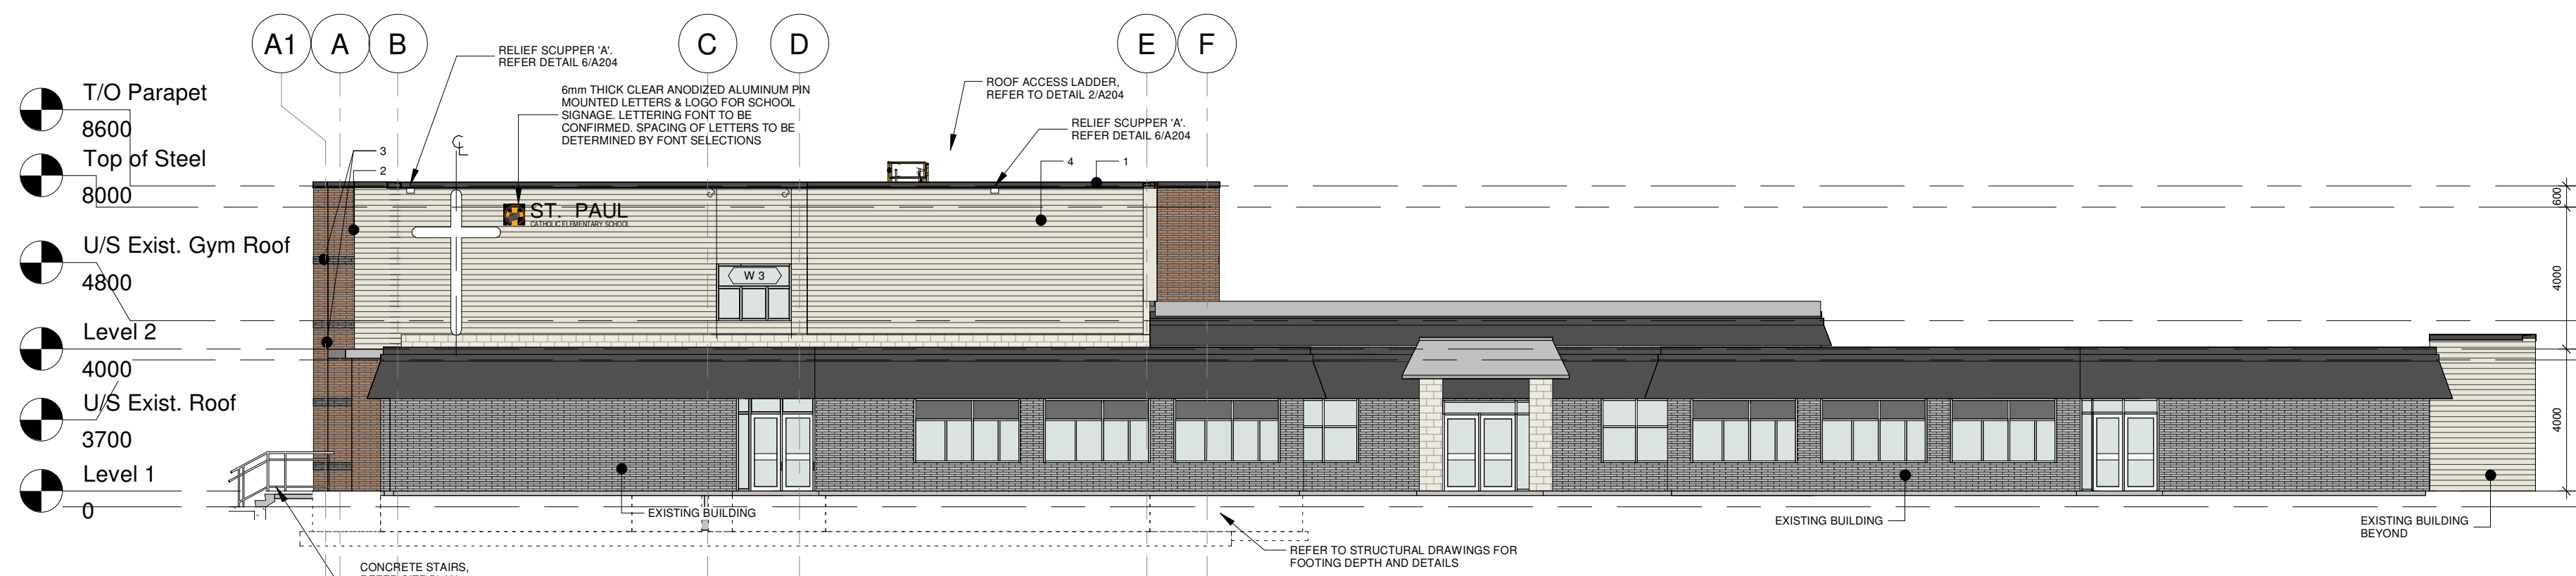 A1 A B C D E F
RELIEF SCUPPER 'A'.
REFER DETAIL 6/A204
6mm THICK CLEAR ANODIZED ALUMINUM PIN
MOUNTED LETTERS & LOGO FOR SCHOOL
SIGNAGE. LETTERING FONT TO BE
CONFIRMED. SPACING OF LETTERS TO BE
DETERMINED BY FONT SELECTIONS
ROOF ACCESS LADDER,
REFER TO DETAIL 2/A204
RELIEF SCUPPER 'A'.
REFER DETAIL 6/A204
T/O Parapet
8600
Top of Steel
8000
U/S Exist. Gym Roof
4800
Level 2
4000
U/S Exist. Roof
3700
Level 1
0
3
2
4
1
ST. PAUL
CATHOLIC ELEMENTARY SCHOOL
W 3
600
4000
4000
EXISTING BUILDING
EXISTING BUILDING
EXISTING BUILDING
BEYOND
REFER TO STRUCTURAL DRAWINGS FOR
FOOTING DEPTH AND DETAILS
CONCRETE STAIRS,